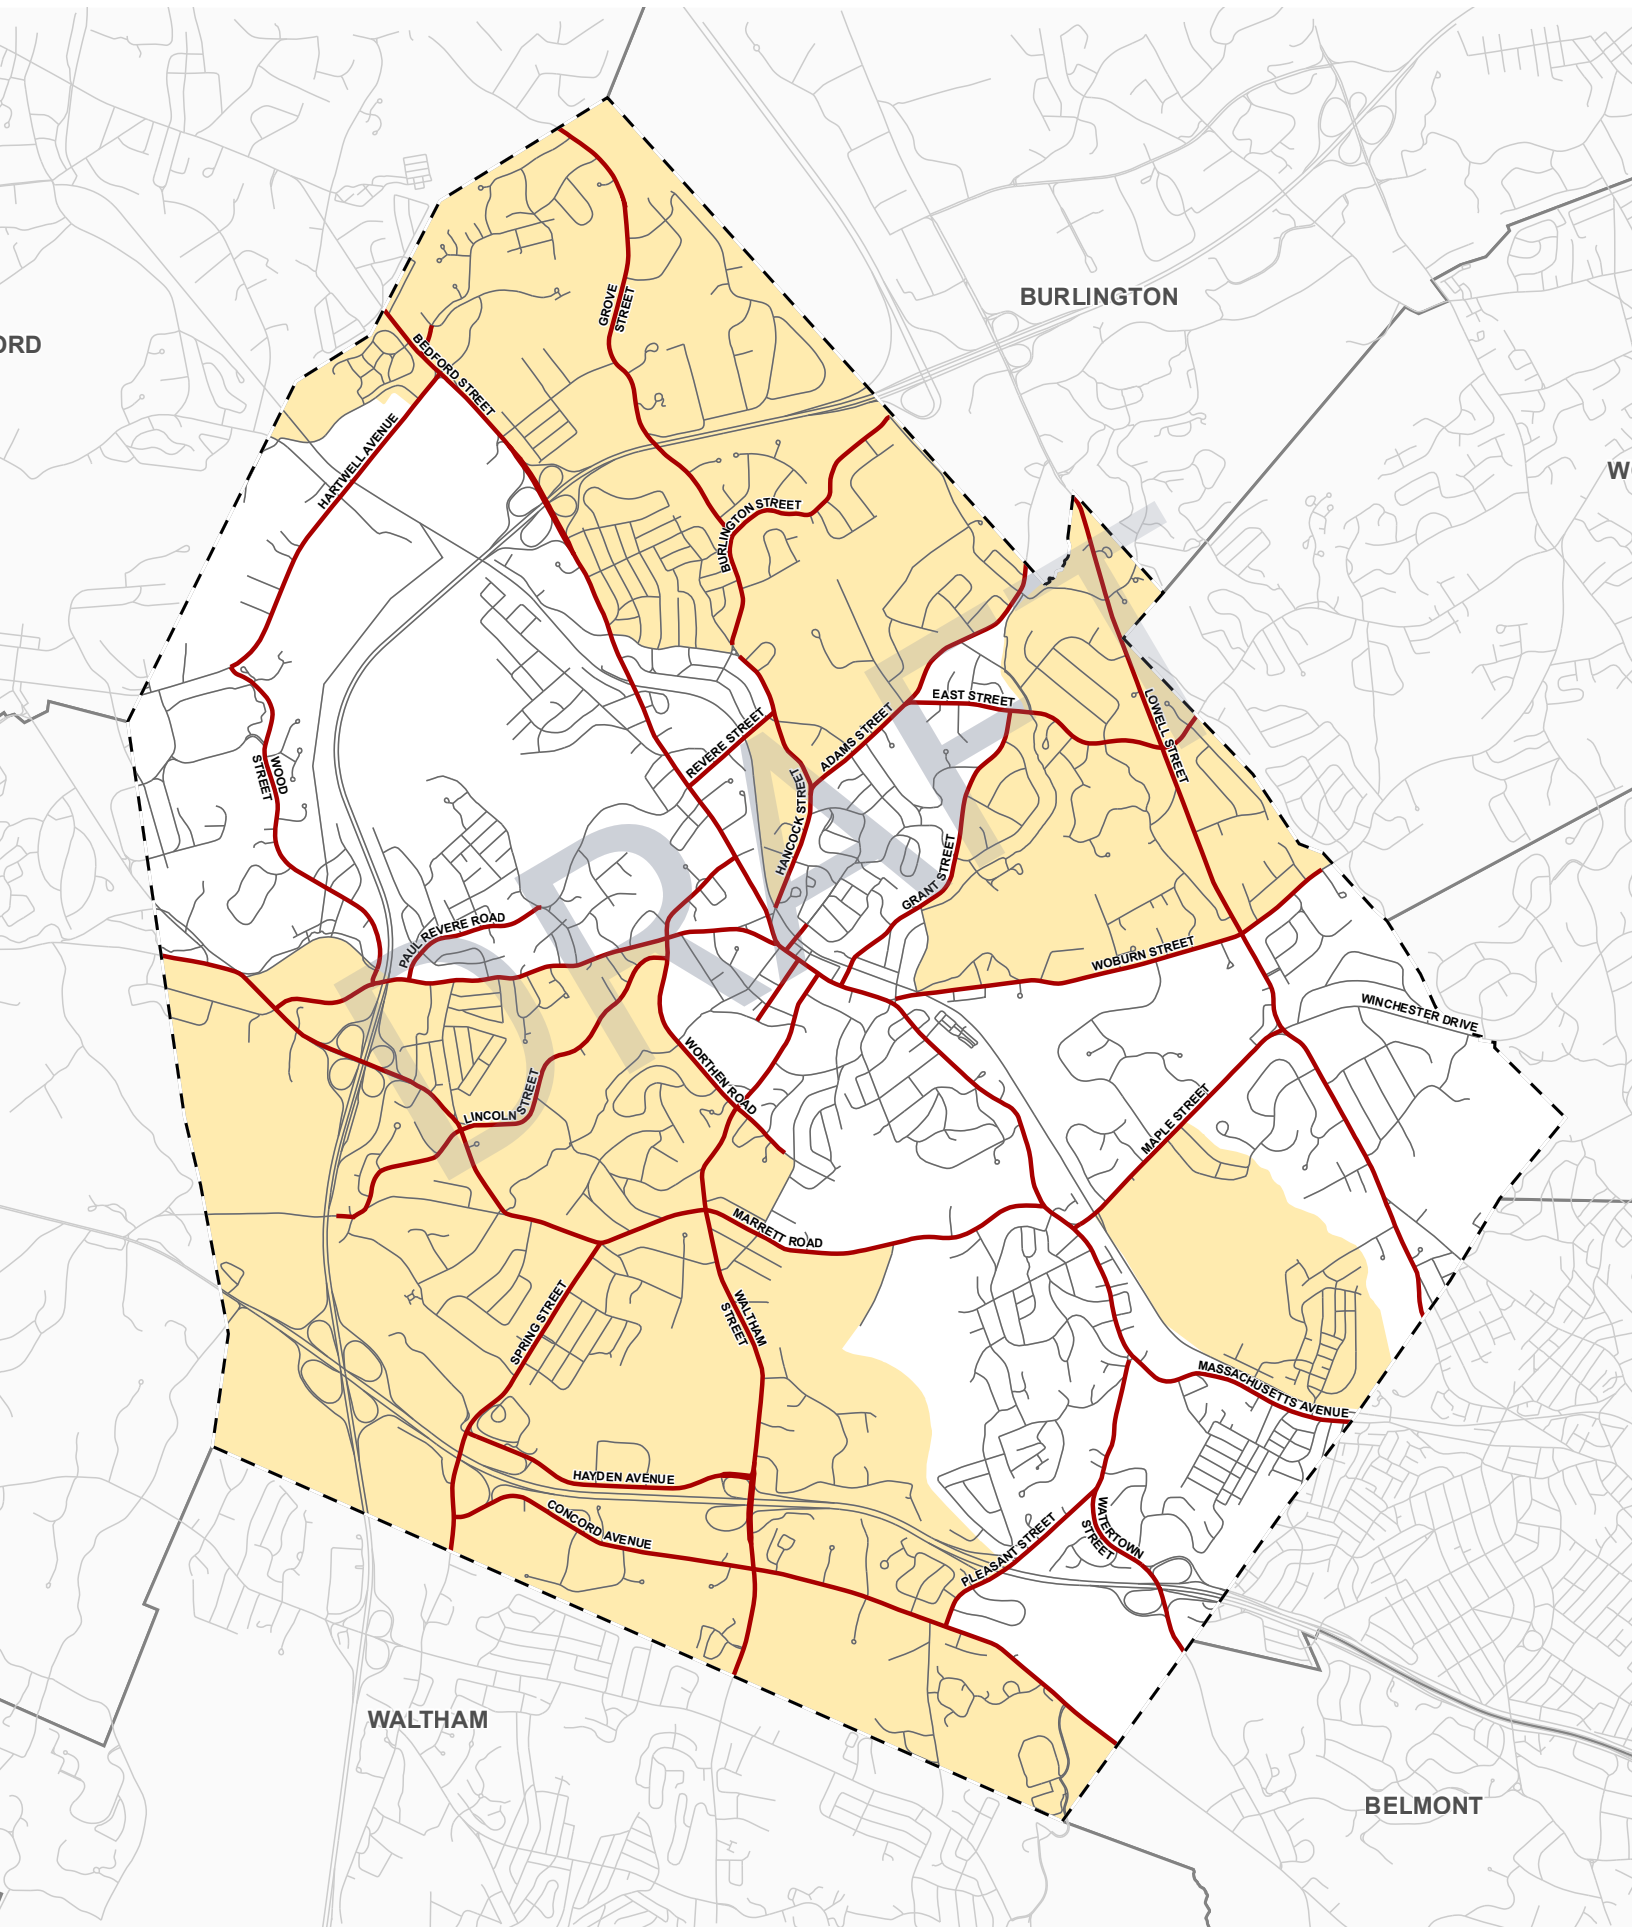 BURLINGTON
ORD
GROVE
STREET
BEDFORD STREET
HARTWELL AVENUE
W
BURLINGTON STREET
EAST STREET
LOWELL STREET
REVERE STREET
ADAMS STREET
WOOD
STREET
HANCOCK STREET
GRANT STREET
PAUL REVERE ROAD
WOBURN STREET
WINCHESTER DRIVE
DRAFT
WORTHEN ROAD
LINCOLN STREET
MAPLE STREET
MARRETT ROAD
SPRING STREET
WALTHAM
STREET
MASSACHUSETTS AVENUE
HAYDEN AVENUE
CONCORD AVENUE
PLEASANT STREET
WATERTOWN
STREET
WALTHAM
BELMONT